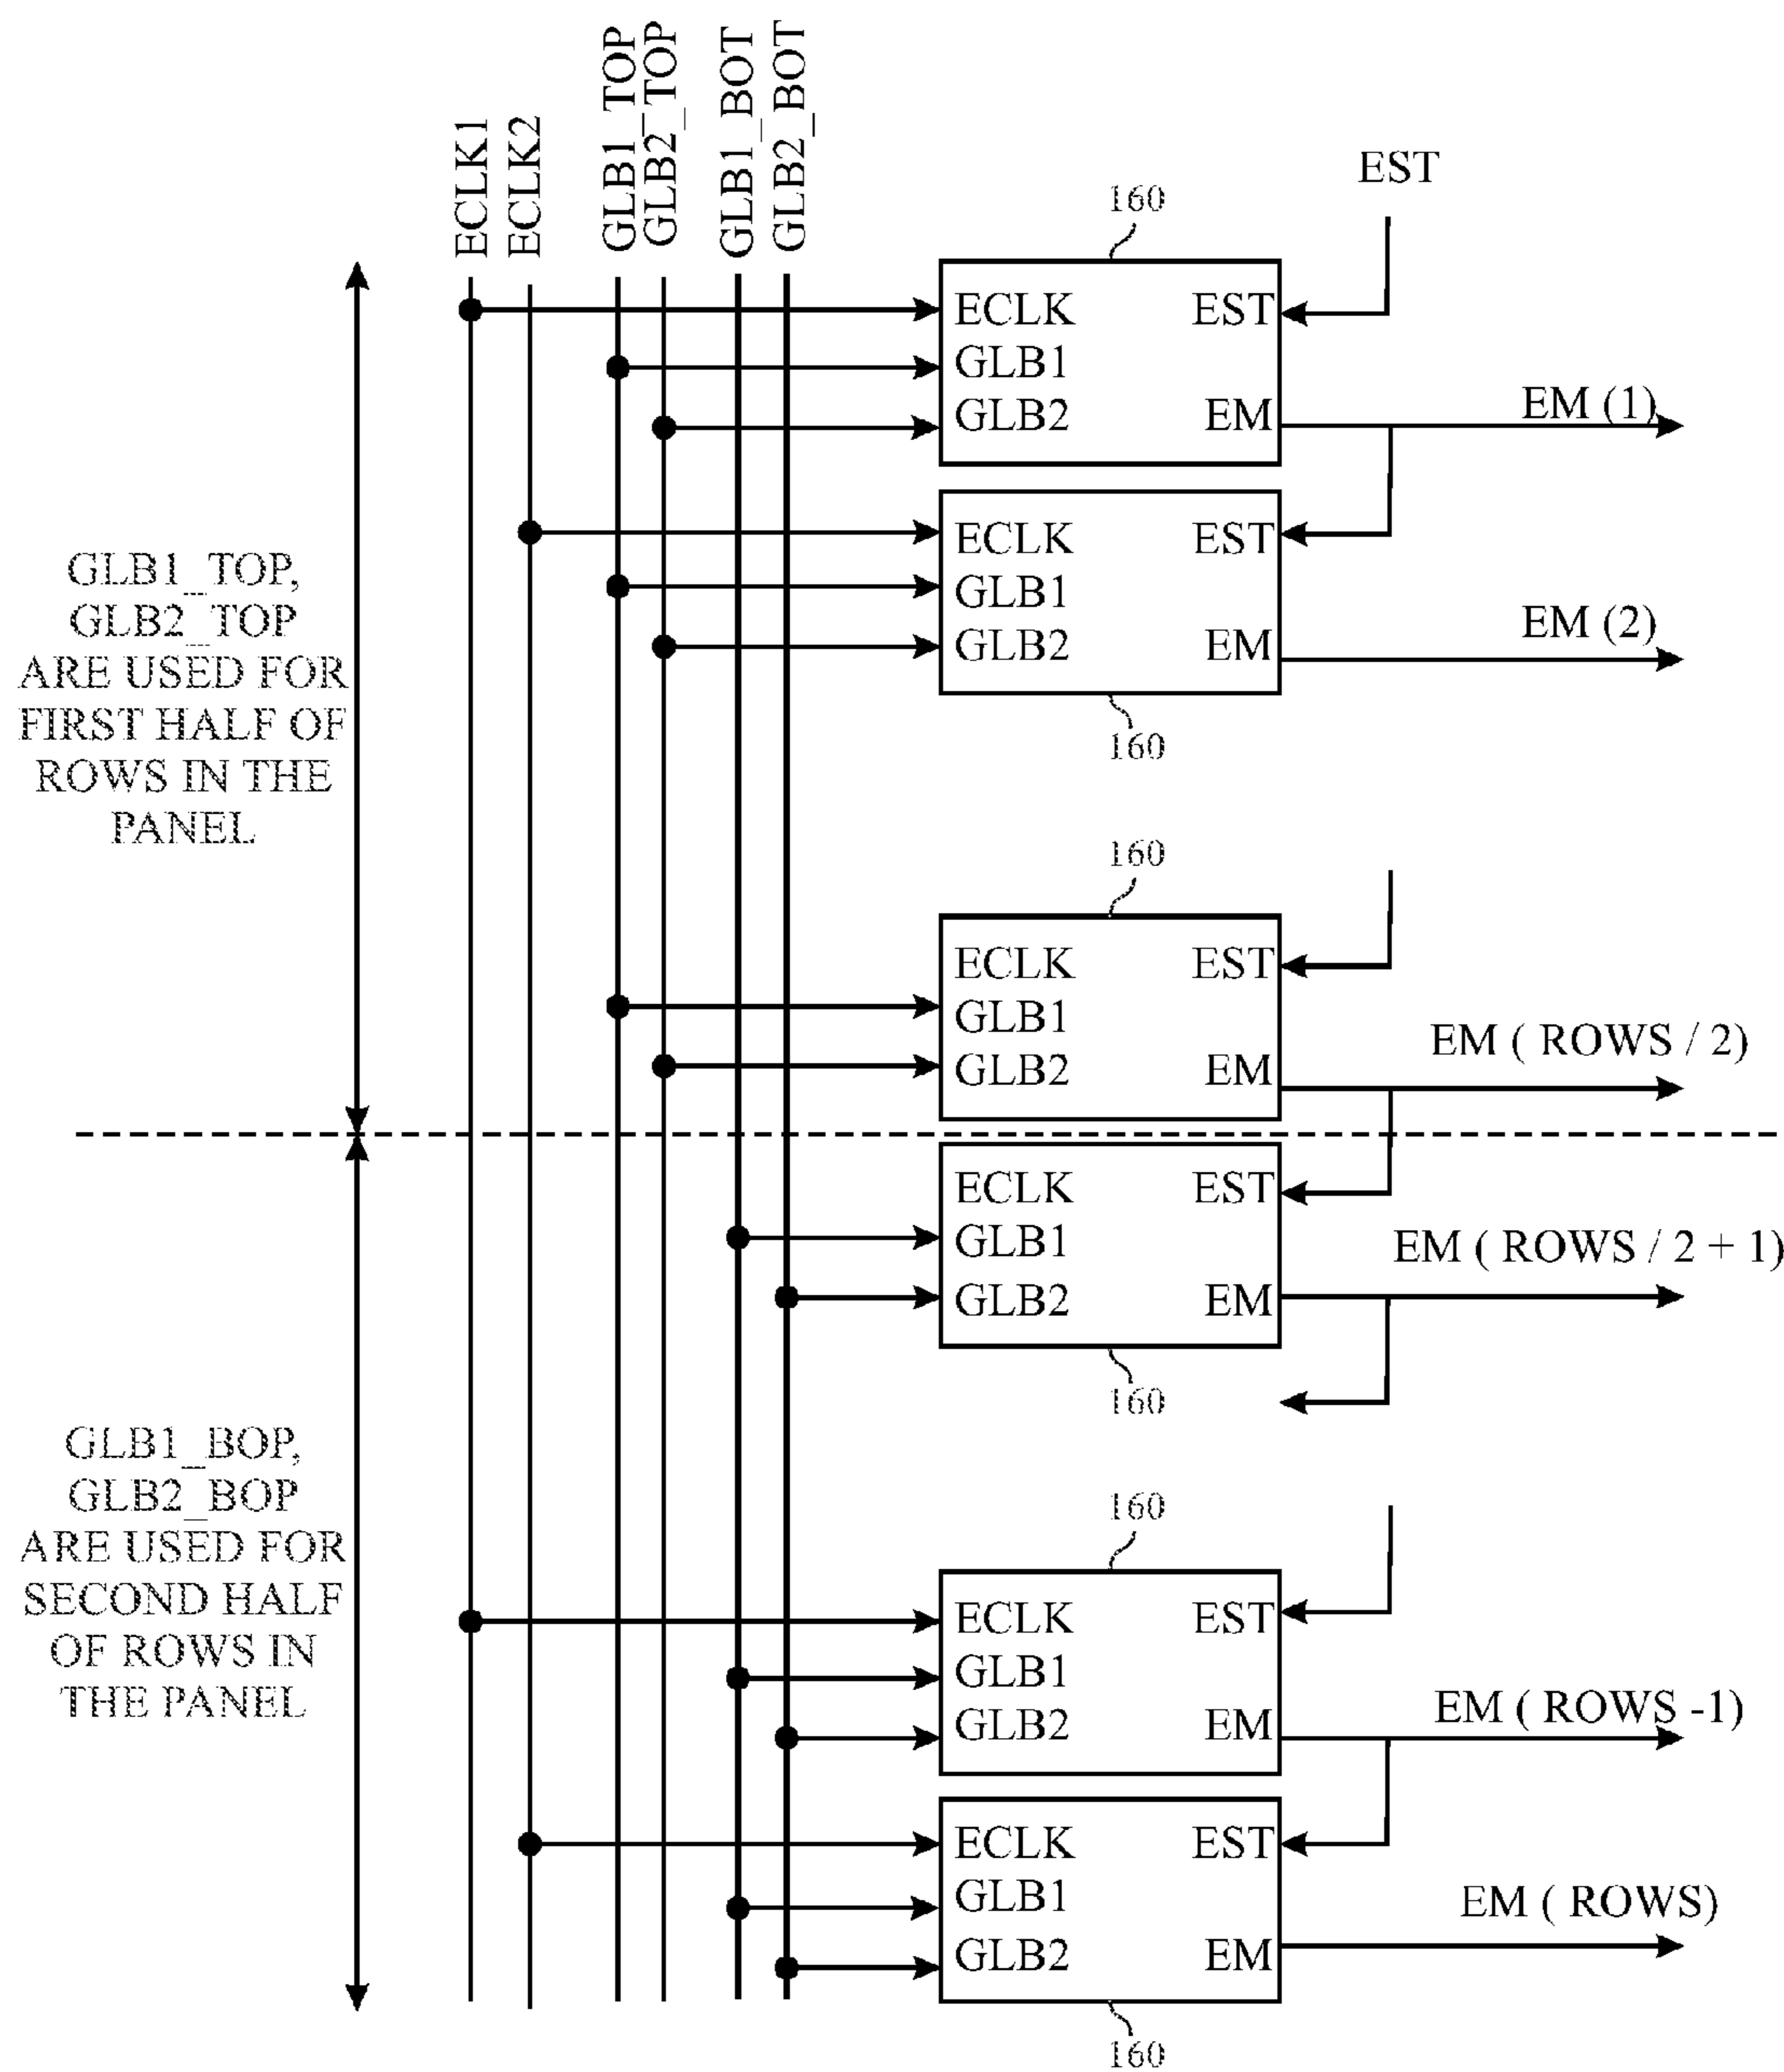 ECLK1
ECLK2
GLB1_TOP
GLB2_TOP
GLB1_BOT
GLB2_BOT
EST
160
ECLK
EST
GLB1
GLB2
EM
EM (1)
ECLK
EST
GLB1
GLB2
EM
EM (2)
160
GLB1_TOP,
GLB2_TOP
ARE USED FOR
FIRST HALF OF
ROWS IN THE
PANEL
160
ECLK
EST
GLB1
GLB2
EM
EM ( ROWS / 2)
ECLK
EST
GLB1
GLB2
EM
EM ( ROWS / 2 + 1)
160
GLB1_BOP,
GLB2_BOP
ARE USED FOR
SECOND HALF
OF ROWS IN
THE PANEL
160
ECLK
EST
GLB1
GLB2
EM
EM ( ROWS -1)
ECLK
EST
GLB1
GLB2
EM
EM ( ROWS)
160